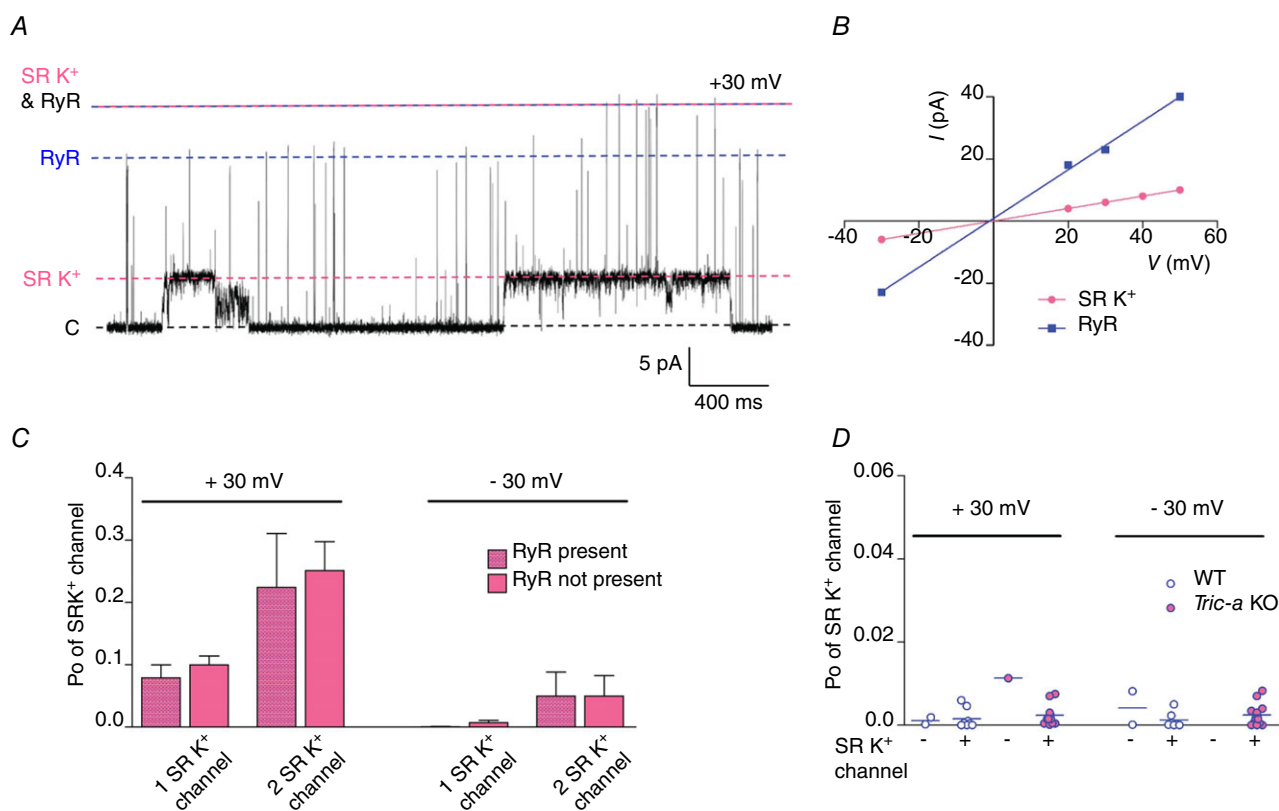 A
SR K⁺
& RyR
+30 mV
RyR
SR K⁺
C
5 pA
400 ms
B
I (pA)
40
20
-40
-20
20
40
60
V (mV)
-20
-40
SR K⁺
RyR
C
Po of SRK⁺ channel
0.4
0.3
0.2
0.1
0.0
+ 30 mV
- 30 mV
RyR present
RyR not present
1 SR K⁺
channel
2 SR K⁺
channel
1 SR K⁺
channel
2 SR K⁺
channel
D
Po of SR K⁺ channel
0.06
0.04
0.02
0.0
+ 30 mV
- 30 mV
WT
Tric-a KO
SR K⁺
channel
- + - + - + - +